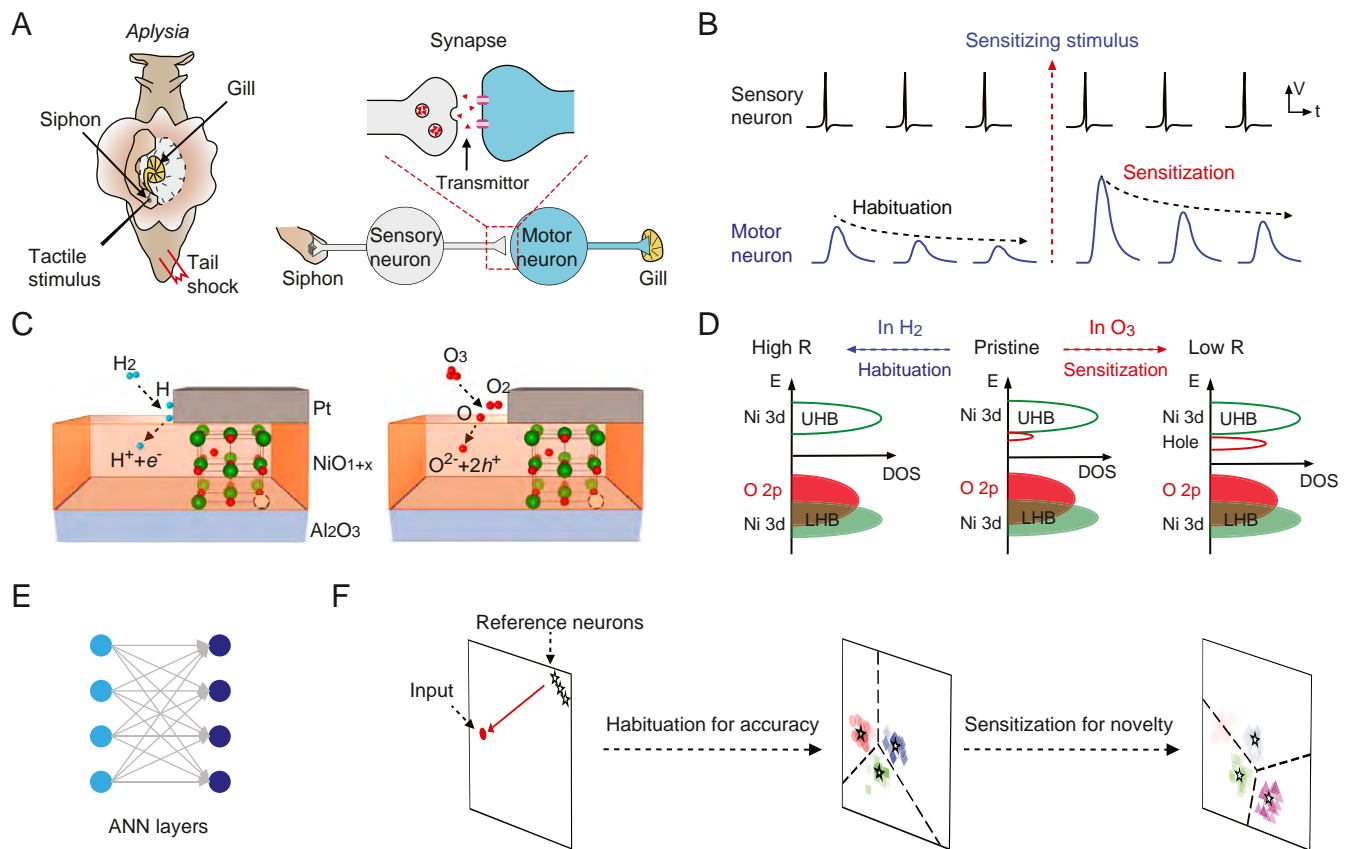 A
Aplysia
Gill
Siphon
Tactile
stimulus
Tail
shock
Synapse
Transmittor
Sensory
neuron
Motor
neuron
Siphon
Gill
B
Sensitizing stimulus
Sensory
neuron
V
t
Sensitization
Habituation
Motor
neuron
C
H2
H
H+ + e-
Pt
NiO1+x
Al2O3
O3
O2
O
O2- + 2h+
D
In H2
In O3
High R
Pristine
Low R
Habituation
Sensitization
E
E
E
Ni 3d
UHB
Ni 3d
UHB
Ni 3d
Hole
DOS
DOS
DOS
O 2p
O 2p
O 2p
Ni 3d
LHB
Ni 3d
LHB
Ni 3d
E
ANN layers
F
Reference neurons
Input
Habituation for accuracy
Sensitization for novelty